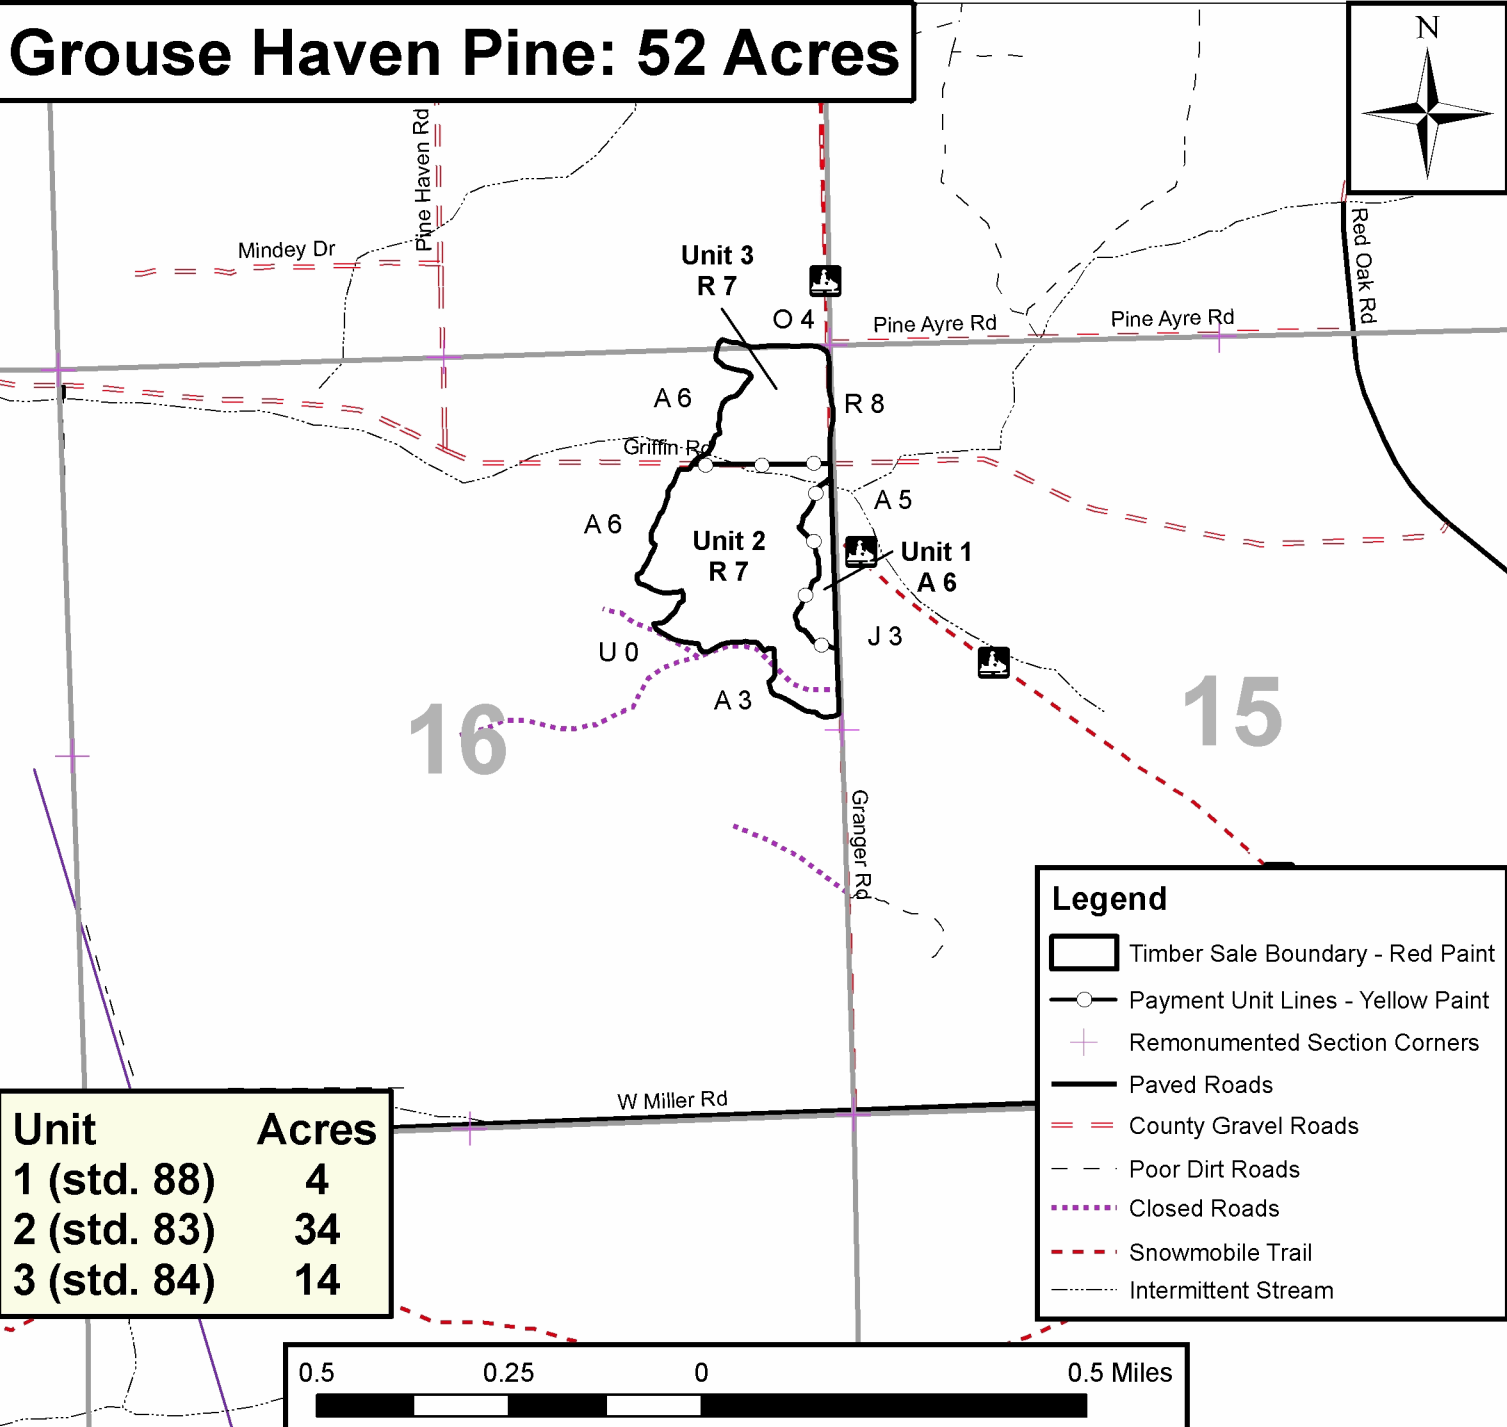 Grouse Haven Pine: 52 Acres
N
Pine Haven Rd
Mindey Dr
Red Oak Rd
Unit 3
R 7
O 4
Pine Ayre Rd
Pine Ayre Rd
A 6
R 8
Griffin Rd
A 5
A 6
Unit 2
R 7
Unit 1
A 6
J 3
U 0
A 3
16
15
Granger Rd
W Miller Rd
Legend
Timber Sale Boundary - Red Paint
Payment Unit Lines - Yellow Paint
Remonumented Section Corners
Paved Roads
County Gravel Roads
Poor Dirt Roads
Closed Roads
Snowmobile Trail
Intermittent Stream
Unit Acres
1 (std. 88) 4
2 (std. 83) 34
3 (std. 84) 14
0.5 0.25 0 0.5 Miles